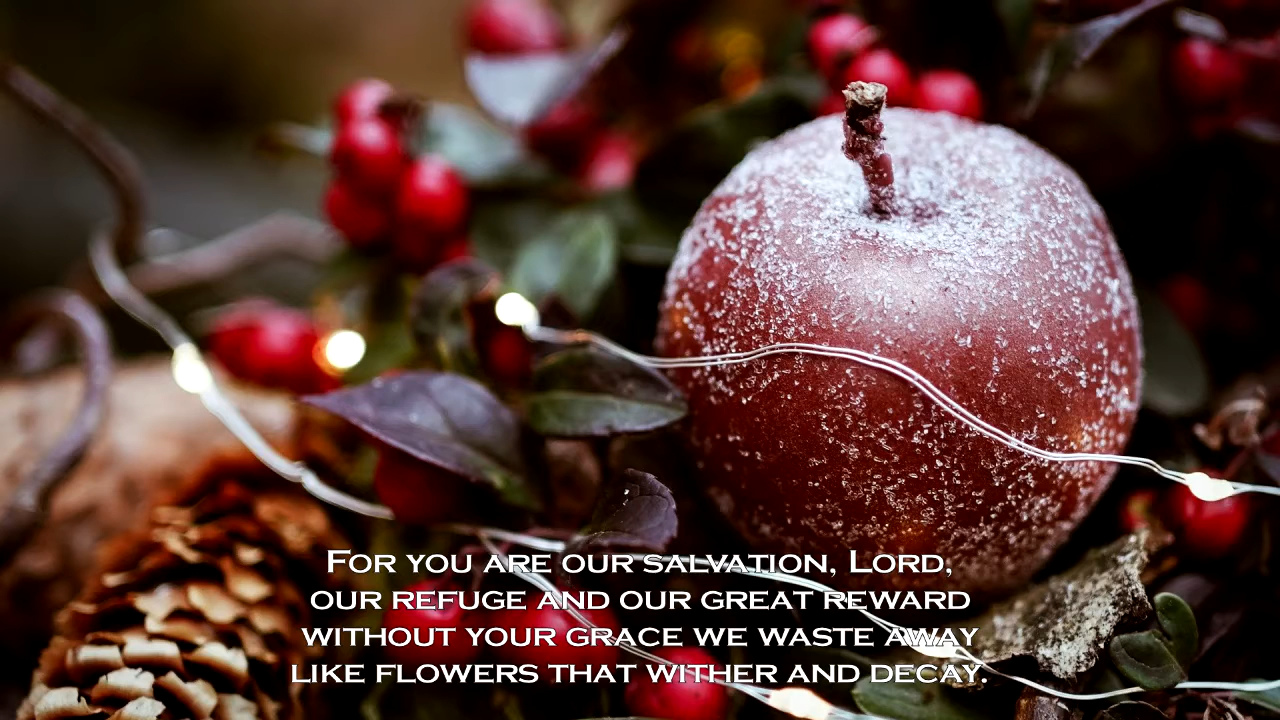 For you are our salvation, Lord,
our refuge and our great reward
without your grace we waste away
like flowers that wither and decay.